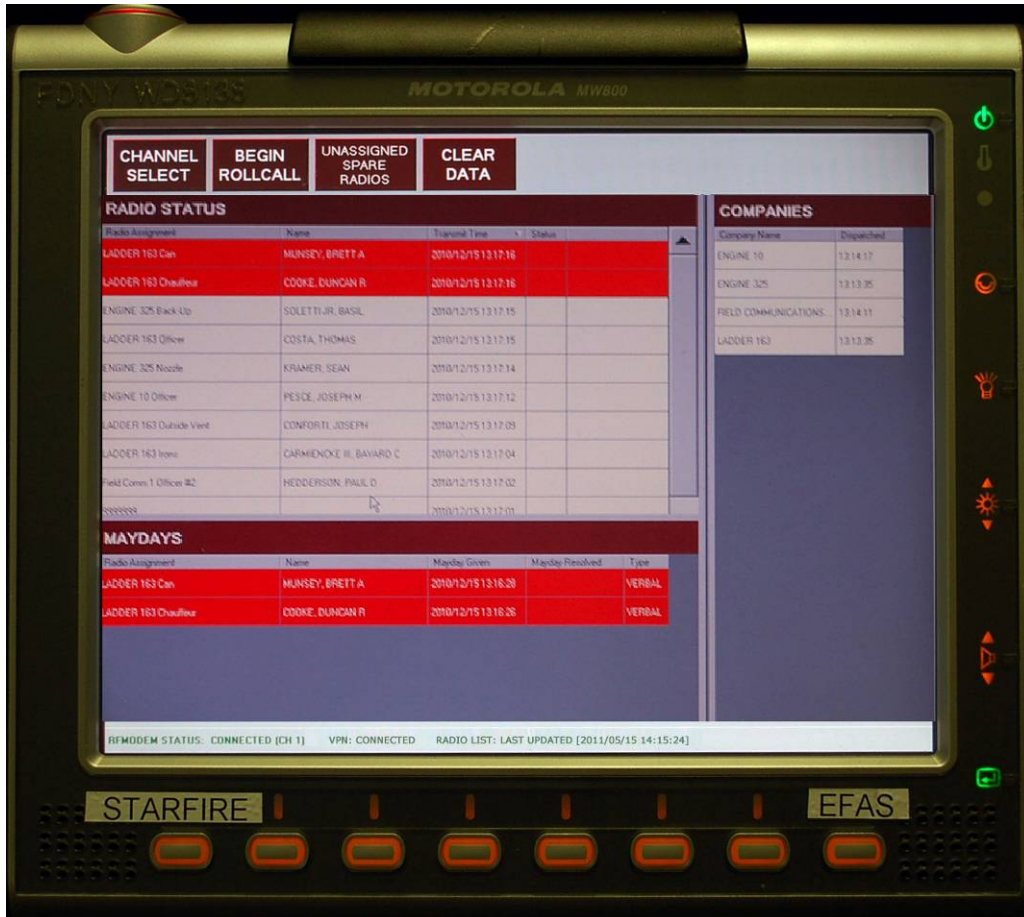 FDNY WD8138
MOTOROLA MW800
CHANNEL SELECT
BEGIN ROLLCALL
UNASSIGNED SPARE RADIOS
CLEAR DATA
RADIO STATUS
Radio Assignment Name Transmit Time Status
LADDER 163 Can MUNSEY, BRETT A 2010/12/15 13:17:16
LADDER 163 Chauffeur COOKE, DUNCAN R 2010/12/15 13:17:16
ENGINE 325 Back-Up SOLETTI JR, BASIL 2010/12/15 13:17:15
LADDER 163 Officer COSTA, THOMAS 2010/12/15 13:17:15
ENGINE 325 Nozzle KRAMER, SEAN 2010/12/15 13:17:14
ENGINE 10 Officer PESCE, JOSEPH M 2010/12/15 13:17:12
LADDER 163 Outside Vent CONFORTI, JOSEPH 2010/12/15 13:17:09
LADDER 163 Irons CARMIENCKE III, BAYARD C 2010/12/15 13:17:04
Field Comm 1 Officer #2 HEDDERSON, PAUL D 2010/12/15 13:17:02
2010/12/15 13:17:01
COMPANIES
Company Name Dispatched
ENGINE 10 13:14:17
ENGINE 325 13:13:35
FIELD COMMUNICATIONS... 13:14:11
LADDER 163 13:13:35
MAYDAYS
Radio Assignment Name Mayday Given Mayday Resolved Type
LADDER 163 Can MUNSEY, BRETT A 2010/12/15 13:16:28 VERBAL
LADDER 163 Chauffeur COOKE, DUNCAN R 2010/12/15 13:16:26 VERBAL
RFMODEM STATUS: CONNECTED (CH 1) VPN: CONNECTED RADIO LIST: LAST UPDATED [2011/05/15 14:15:24]
STARFIRE
EFAS